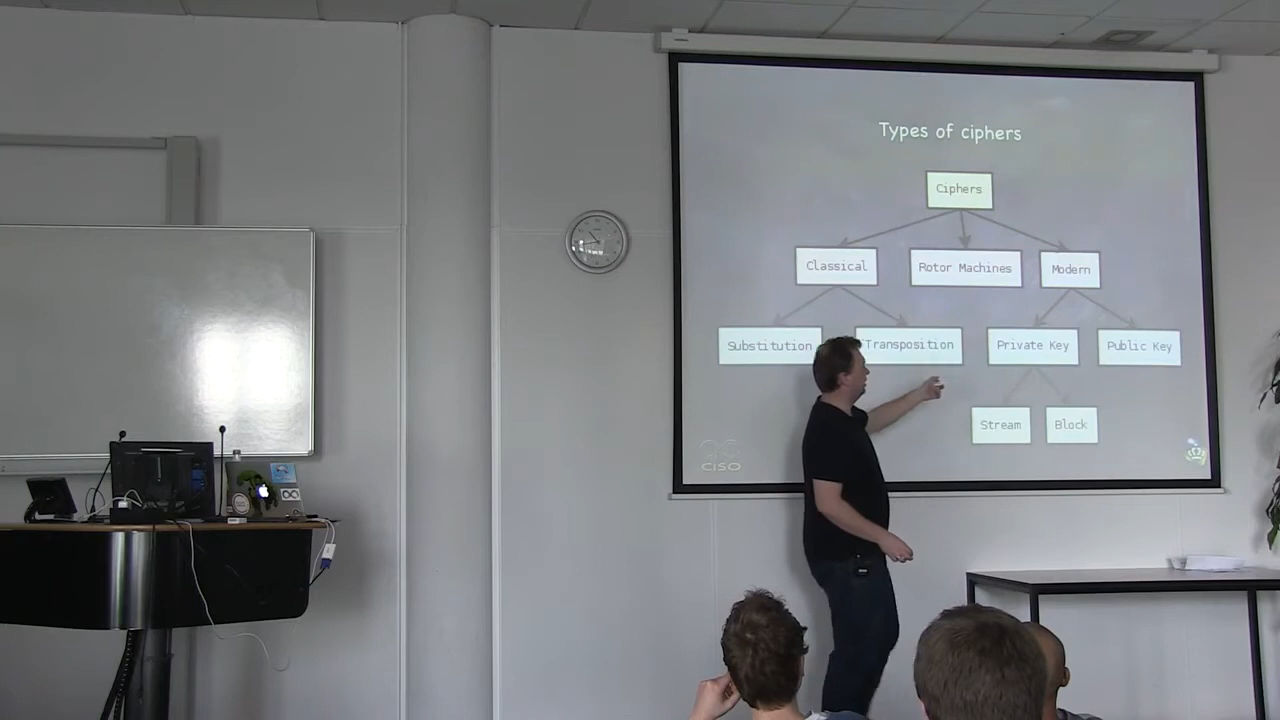 Types of ciphers
Ciphers
Classical
Rotor Machines
Modern
Substitution
Transposition
Private Key
Public Key
Stream
Block
CISO